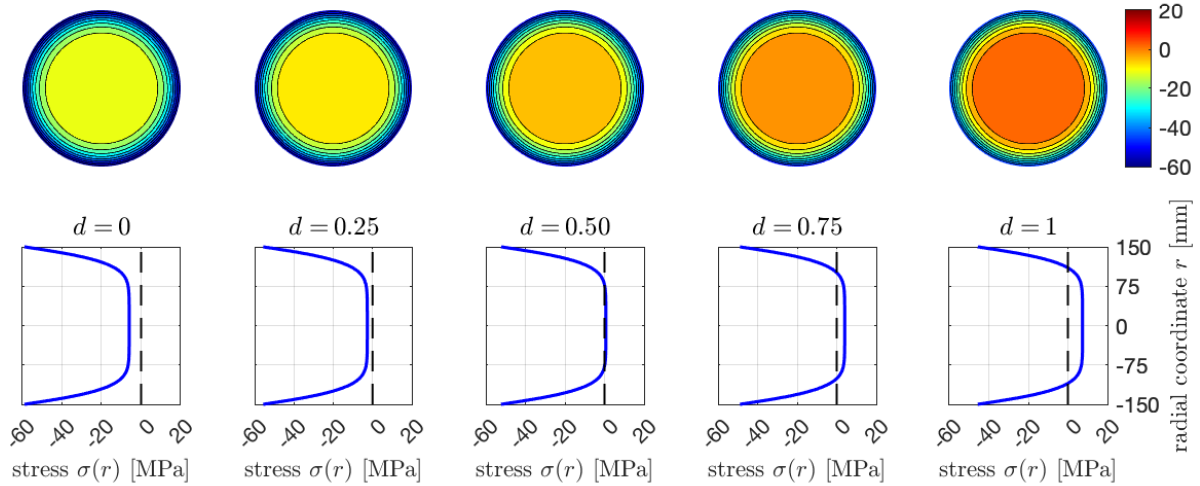 20
0
-20
-40
-60
d = 0
d = 0.25
d = 0.50
d = 0.75
d = 1
150
75
0
-75
-150
radial coordinate r [mm]
-60 -40 -20 0 20
-60 -40 -20 0 20
-60 -40 -20 0 20
-60 -40 -20 0 20
-60 -40 -20 0 20
stress σ(r) [MPa]
stress σ(r) [MPa]
stress σ(r) [MPa]
stress σ(r) [MPa]
stress σ(r) [MPa]